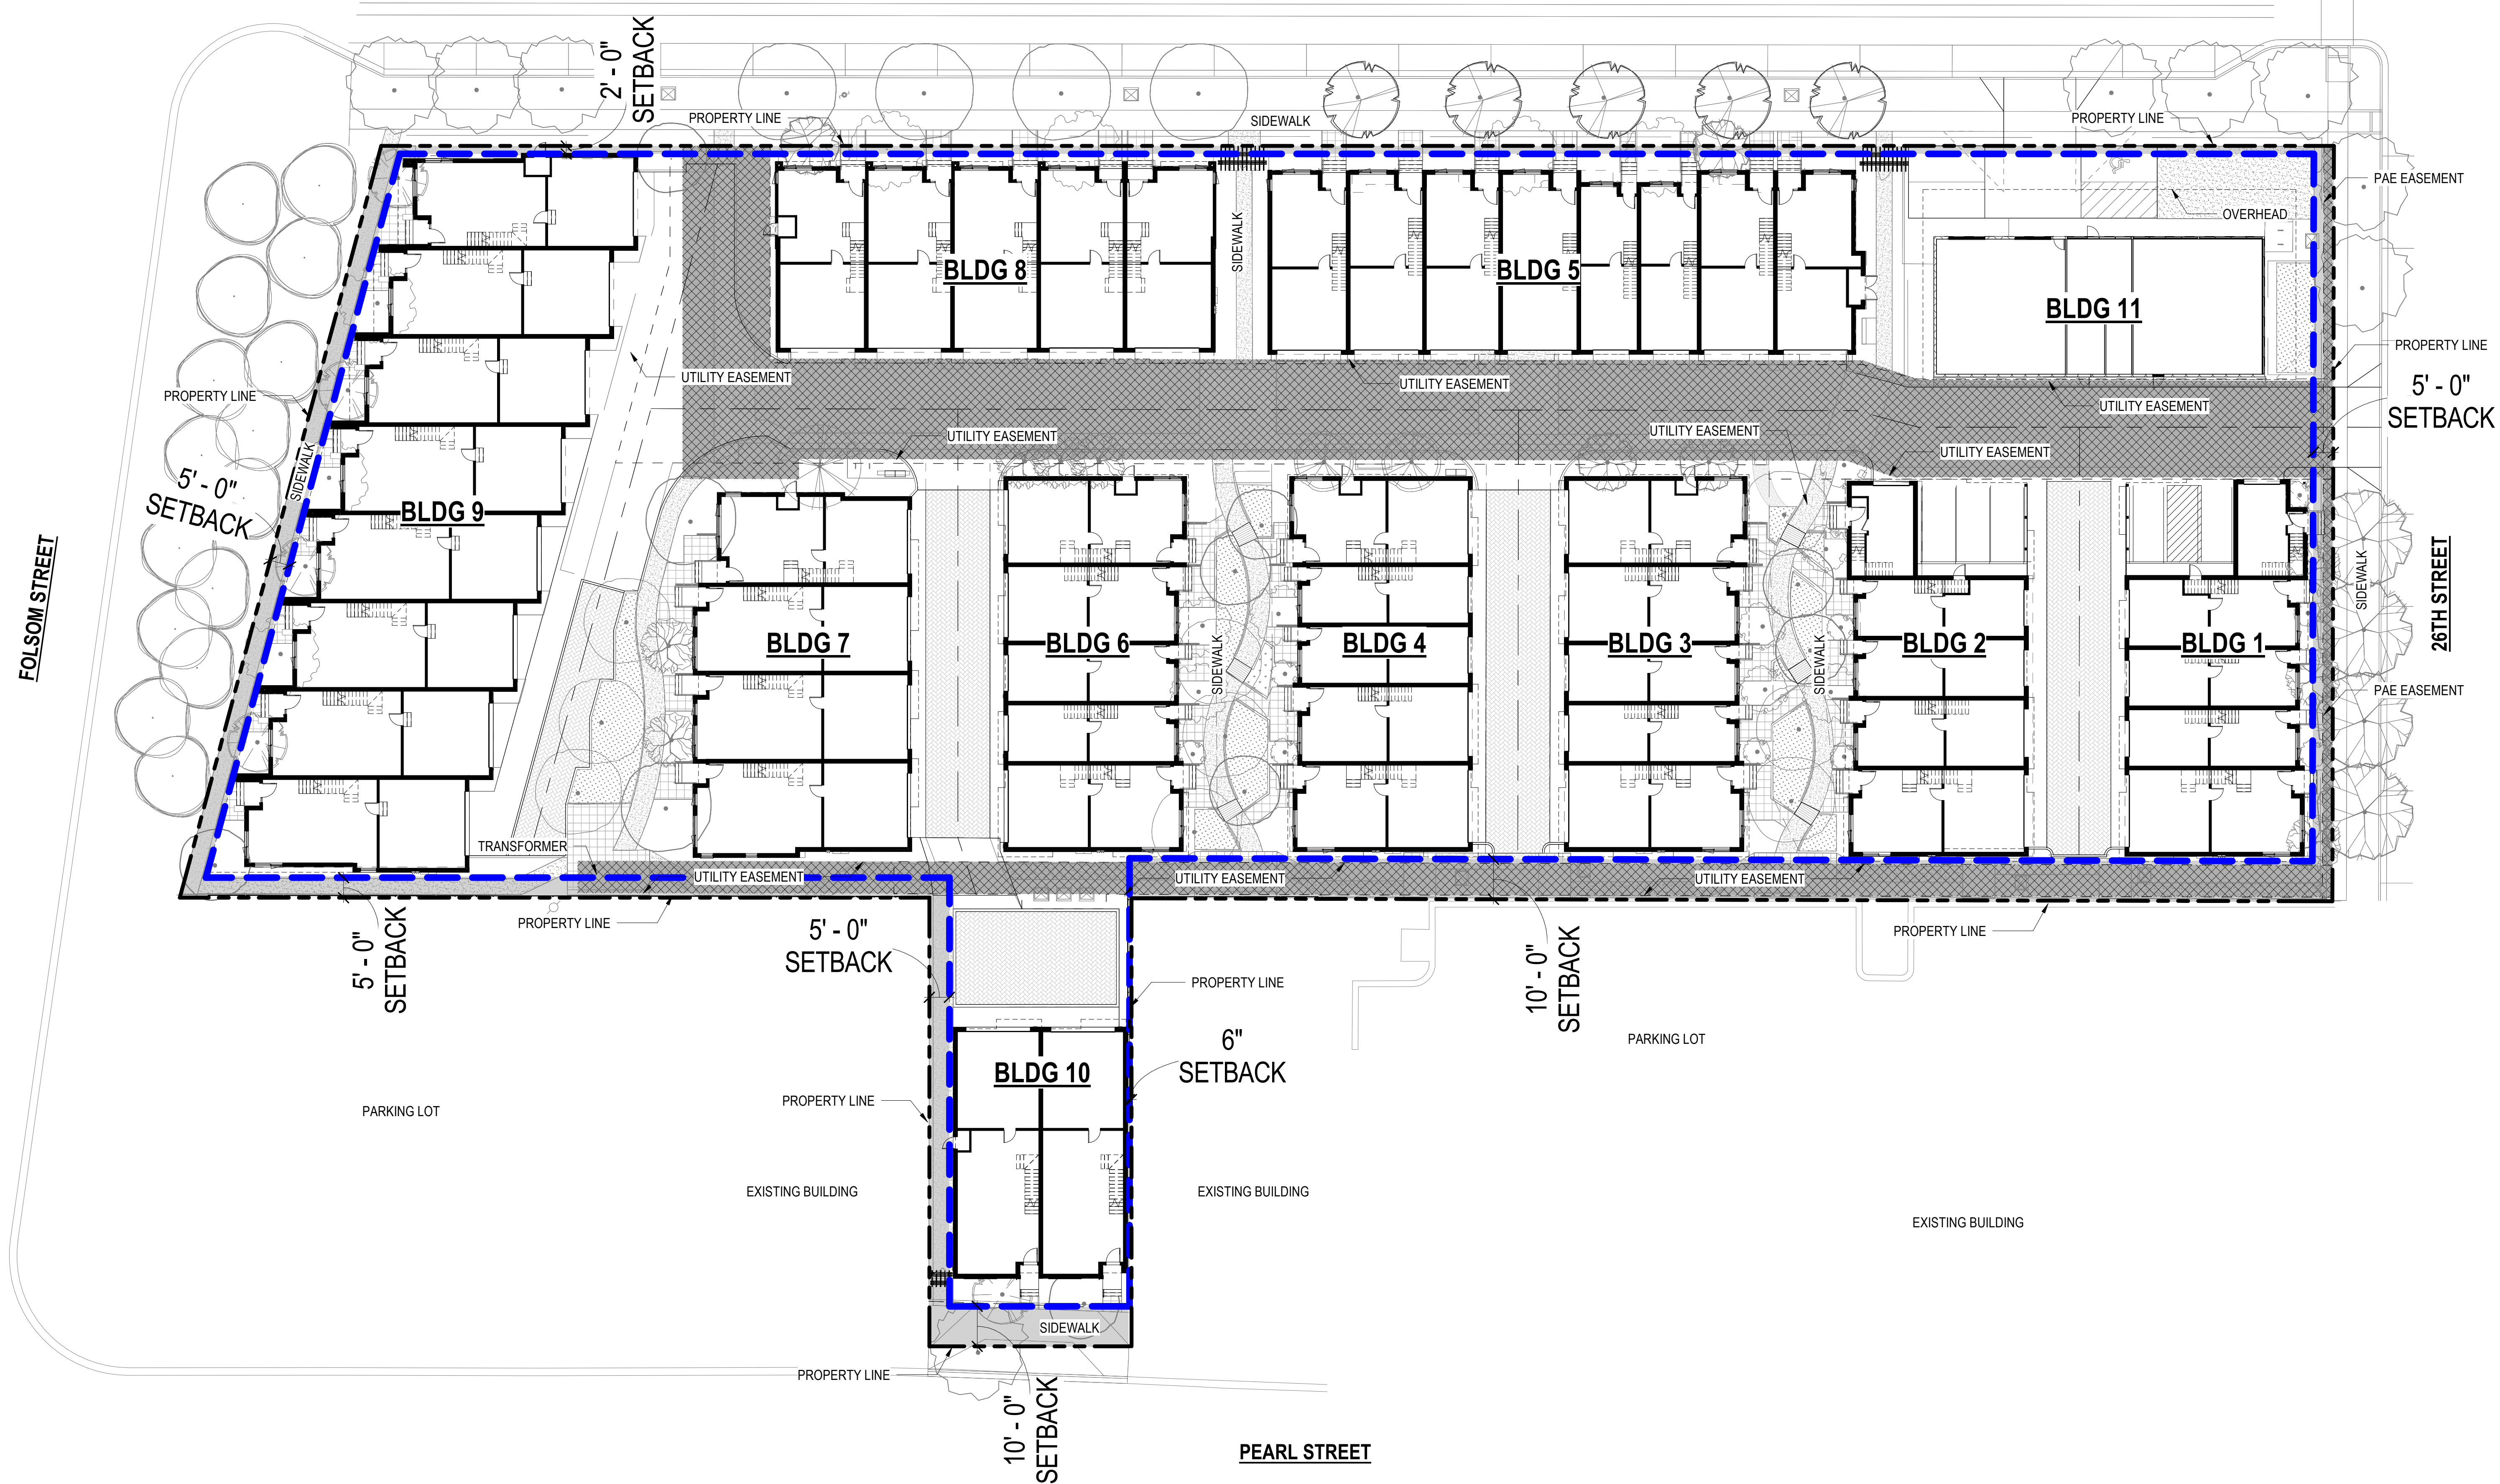 2' - 0"
SETBACK
PROPERTY LINE
SIDEWALK
PROPERTY LINE
PAE EASEMENT
OVERHEAD
SIDEWALK
BLDG 8
BLDG 5
BLDG 11
PROPERTY LINE
5' - 0"
SETBACK
UTILITY EASEMENT
UTILITY EASEMENT
UTILITY EASEMENT
PROPERTY LINE
UTILITY EASEMENT
UTILITY EASEMENT
UTILITY EASEMENT
SIDEWALK
5' - 0"
SETBACK
BLDG 9
FOLSOM STREET
26TH STREET
SIDEWALK
BLDG 7
BLDG 6
SIDEWALK
BLDG 4
BLDG 3
SIDEWALK
BLDG 2
BLDG 1
PAE EASEMENT
TRANSFORMER
UTILITY EASEMENT
UTILITY EASEMENT
UTILITY EASEMENT
PROPERTY LINE
5' - 0"
SETBACK
5' - 0"
SETBACK
PROPERTY LINE
10' - 0"
SETBACK
PROPERTY LINE
6"
SETBACK
PARKING LOT
BLDG 10
PROPERTY LINE
PARKING LOT
EXISTING BUILDING
EXISTING BUILDING
EXISTING BUILDING
SIDEWALK
PROPERTY LINE
10' - 0"
SETBACK
PEARL STREET